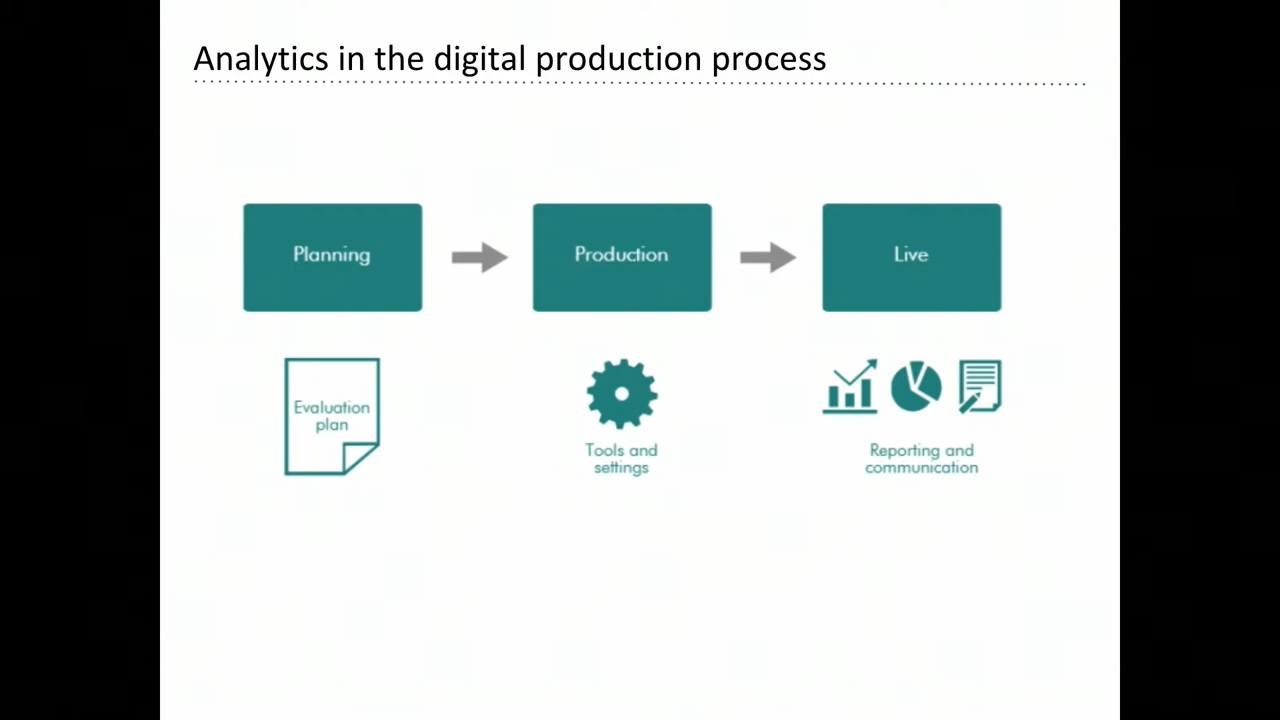 Analytics in the digital production process
Planning
Production
Live
Evaluation
plan
Tools and
settings
Reporting and
communication